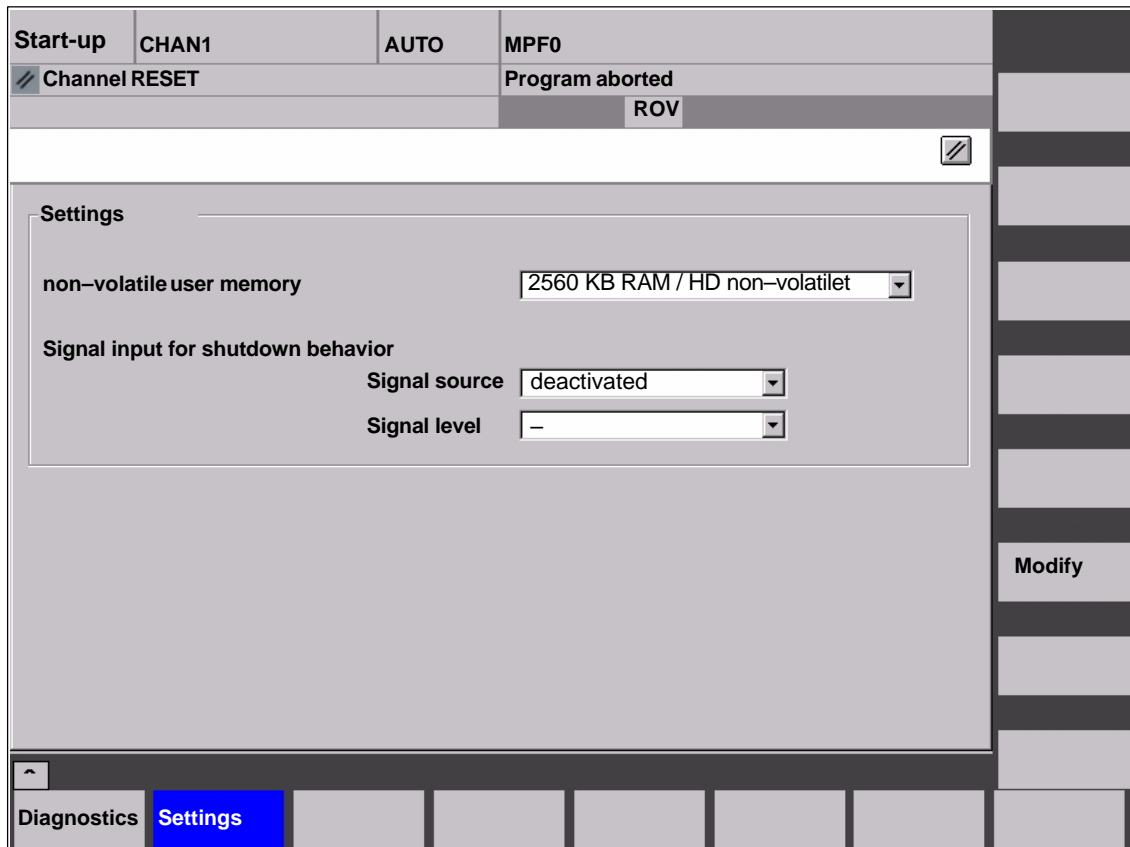 Start-up CHAN1 AUTO MPF0
Channel RESET Program aborted
ROV
Settings
non–volatile user memory 2560 KB RAM / HD non–volatilet
Signal input for shutdown behavior
Signal source deactivated
Signal level –
Modify
^
Diagnostics Settings